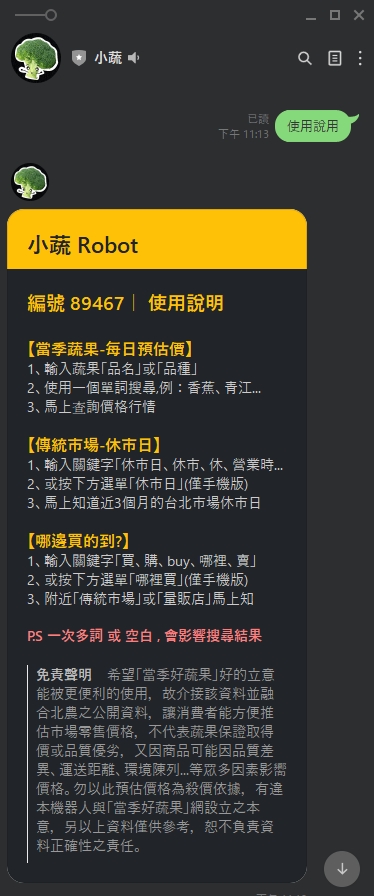 小蔬
已讀
下午 11:13
使用說用
小蔬 Robot
編號 89467｜ 使用說明
【當季蔬果-每日預估價】
1、輸入蔬果「品名」或「品種」
2、使用一個單詞搜尋,例：香蕉、青江...
3、馬上查詢價格行情
【傳統市場-休市日】
1、輸入關鍵字「休市日、休市、休、營業時...
2、或按下方選單「休市日」(僅手機版)
3、馬上知道近3個月的台北市場休市日
【哪邊買的到?】
1、輸入關鍵字「買、購、buy、哪裡、賣」
2、或按下方選單「哪裡買」(僅手機版)
3、附近「傳統市場」或「量販店」馬上知
P.S 一次多詞 或 空白 , 會影響搜尋結果
免責聲明　希望「當季好蔬果」好的立意
能被更便利的使用， 故介接該資料並融
合北農之公開資料， 讓消費者能方便推
估市場零售價格， 不代表蔬果保證取得
價或品質優劣， 又因商品可能因品質差
異、運送距離、環境陳列...等眾多因素影響
價格。勿以此預估價格為殺價依據， 有違
本機器人與「當季好蔬果」網設立之本
意， 另以上資料僅供參考， 恕不負責資
料正確性之責任。